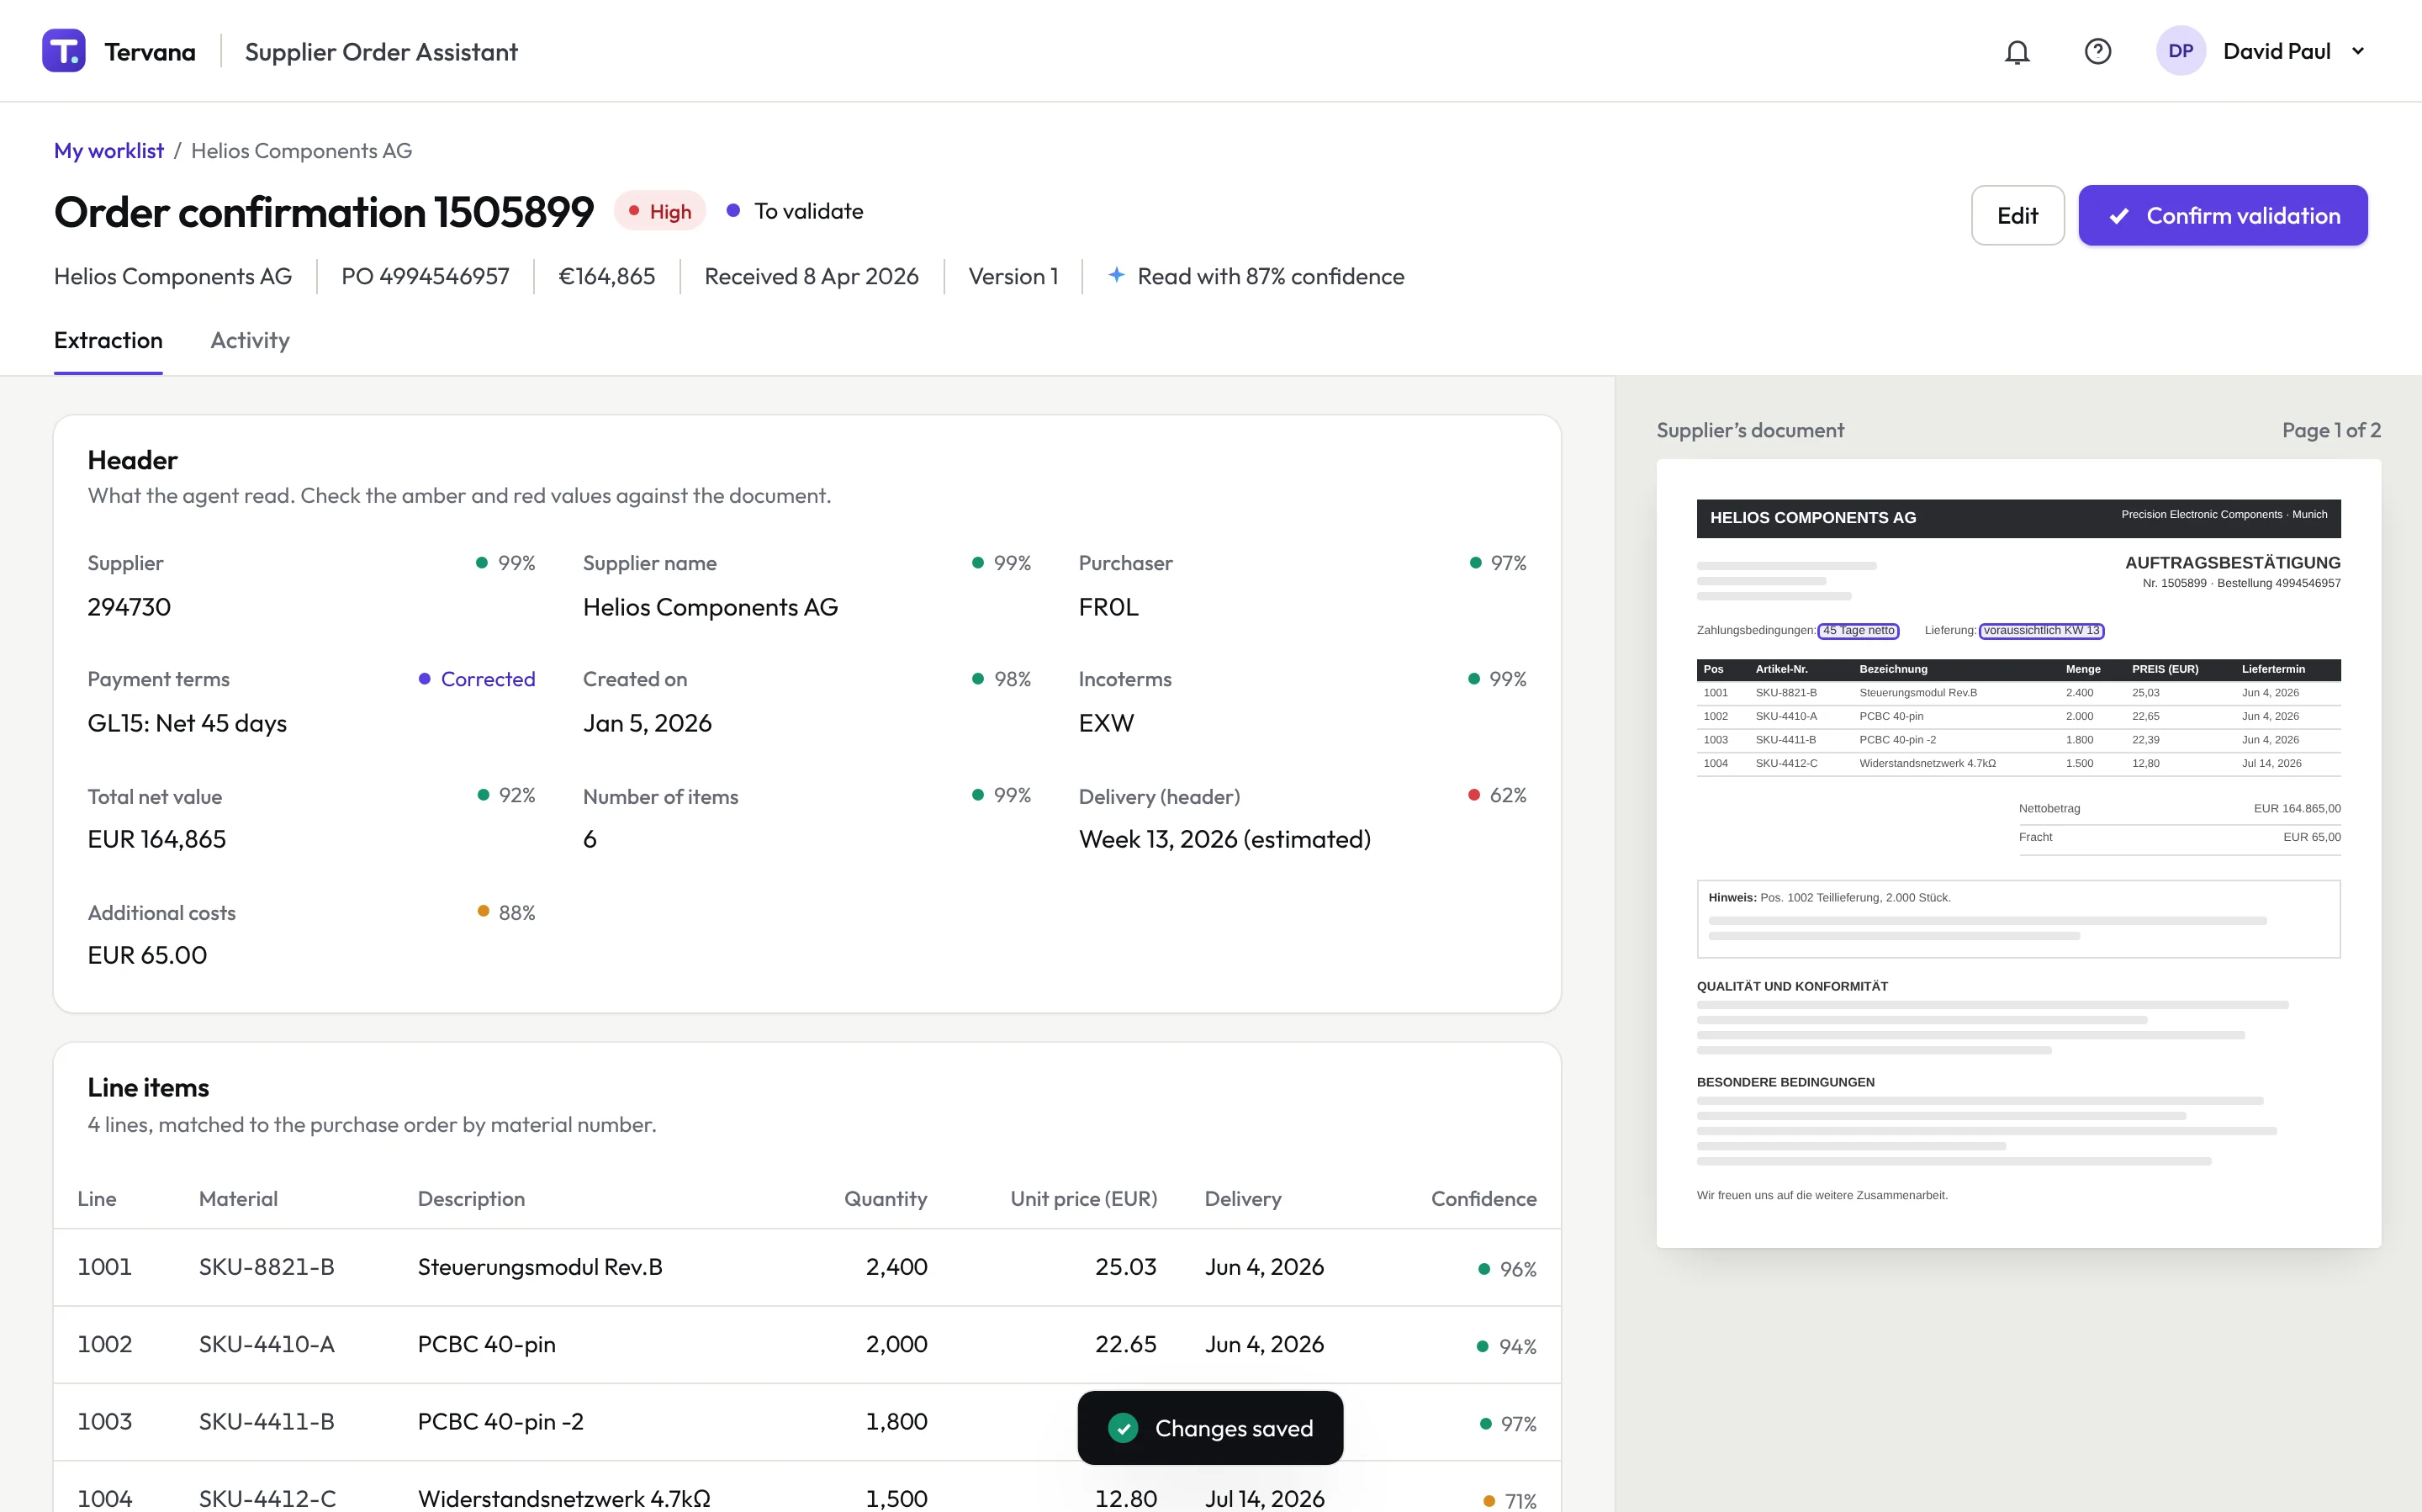 T. Tervana | Supplier Order Assistant
DP David Paul
My worklist / Helios Components AG
Order confirmation 1505899 High To validate
Edit
Confirm validation
Helios Components AG | PO 4994546957 | €164,865 | Received 8 Apr 2026 | Version 1 | Read with 87% confidence
Extraction Activity
Header
What the agent read. Check the amber and red values against the document.
Supplier 99% Supplier name 99% Purchaser 97%
294730 Helios Components AG FR0L
Payment terms Corrected Created on 98% Incoterms 99%
GL15: Net 45 days Jan 5, 2026 EXW
Total net value 92% Number of items 99% Delivery (header) 62%
EUR 164,865 6 Week 13, 2026 (estimated)
Additional costs 88%
EUR 65.00
Line items
4 lines, matched to the purchase order by material number.
Line Material Description Quantity Unit price (EUR) Delivery Confidence
1001 SKU-8821-B Steuerungsmodul Rev.B 2,400 25.03 Jun 4, 2026 96%
1002 SKU-4410-A PCBC 40-pin 2,000 22.65 Jun 4, 2026 94%
1003 SKU-4411-B PCBC 40-pin -2 1,800 97%
Changes saved
1004 SKU-4412-C Widerstandsnetzwerk 4.7kΩ 1,500 12.80 Jul 14, 2026 71%
Supplier's document Page 1 of 2
HELIOS COMPONENTS AG Precision Electronic Components · Munich
AUFTRAGSBESTÄTIGUNG
Nr. 1505899 · Bestellung 4994546957
Zahlungsbedingungen: 45 Tage netto Lieferung: voraussichtlich KW 13
Pos Artikel-Nr. Bezeichnung Menge PREIS (EUR) Liefertermin
1001 SKU-8821-B Steuerungsmodul Rev.B 2.400 25,03 Jun 4, 2026
1002 SKU-4410-A PCBC 40-pin 2.000 22,65 Jun 4, 2026
1003 SKU-4411-B PCBC 40-pin -2 1.800 22,39 Jun 4, 2026
1004 SKU-4412-C Widerstandsnetzwerk 4.7kΩ 1.500 12,80 Jul 14, 2026
Nettobetrag EUR 164.865,00
Fracht EUR 65,00
Hinweis: Pos. 1002 Teillieferung, 2.000 Stück.
QUALITÄT UND KONFORMITÄT
BESONDERE BEDINGUNGEN
Wir freuen uns auf die weitere Zusammenarbeit.